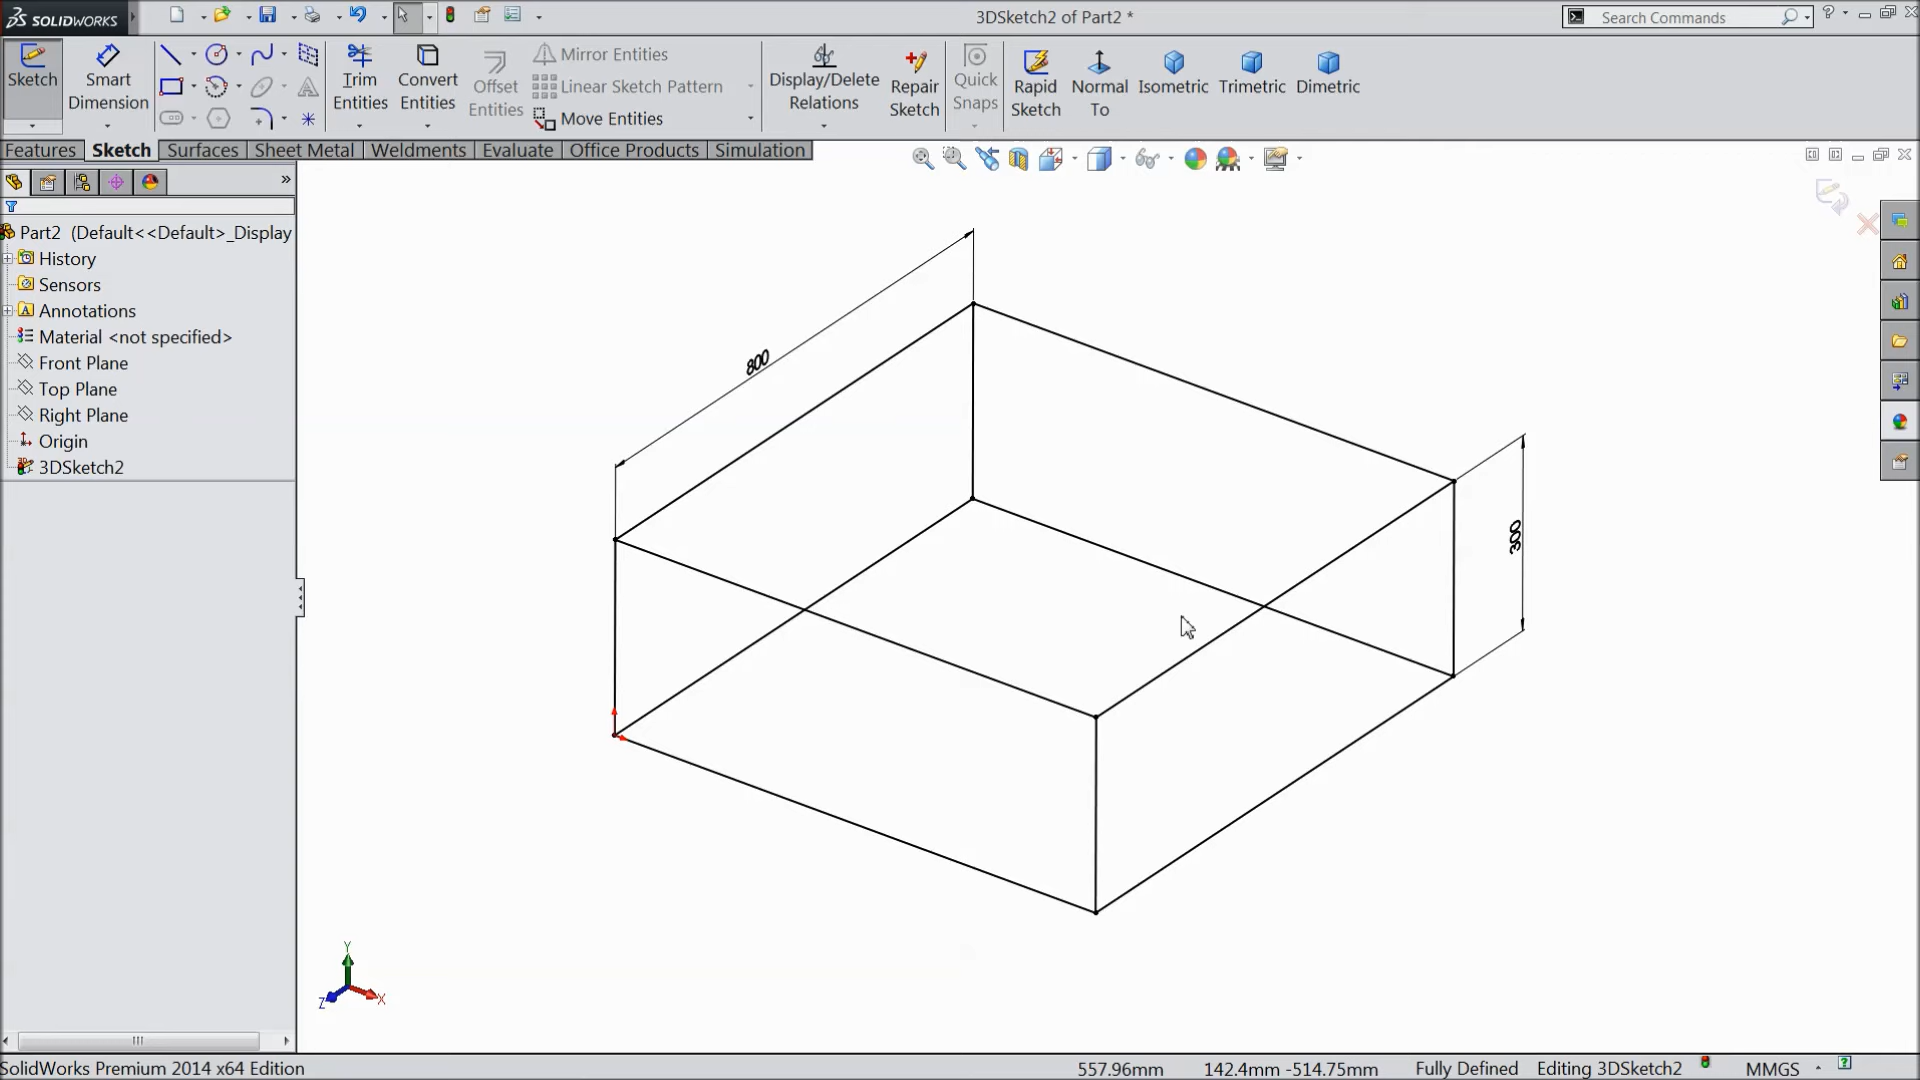 SOLIDWORKS
3DSketch2 of Part2 *
Search Commands
?
Sketch
Smart Dimension
Trim Entities
Convert Entities
Offset Entities
Mirror Entities
Linear Sketch Pattern
Move Entities
Display/Delete Relations
Repair Sketch
Quick Snaps
Rapid Sketch
Normal To
Isometric
Trimetric
Dimetric
Features
Sketch
Surfaces
Sheet Metal
Weldments
Evaluate
Office Products
Simulation
»
Part2 (Default<<Default>_Display
History
Sensors
A Annotations
Material <not specified>
Front Plane
Top Plane
Right Plane
Origin
3DSketch2
800
300
Y
Z
X
SolidWorks Premium 2014 x64 Edition
557.96mm
142.4mm -514.75mm
Fully Defined
Editing 3DSketch2
MMGS
?